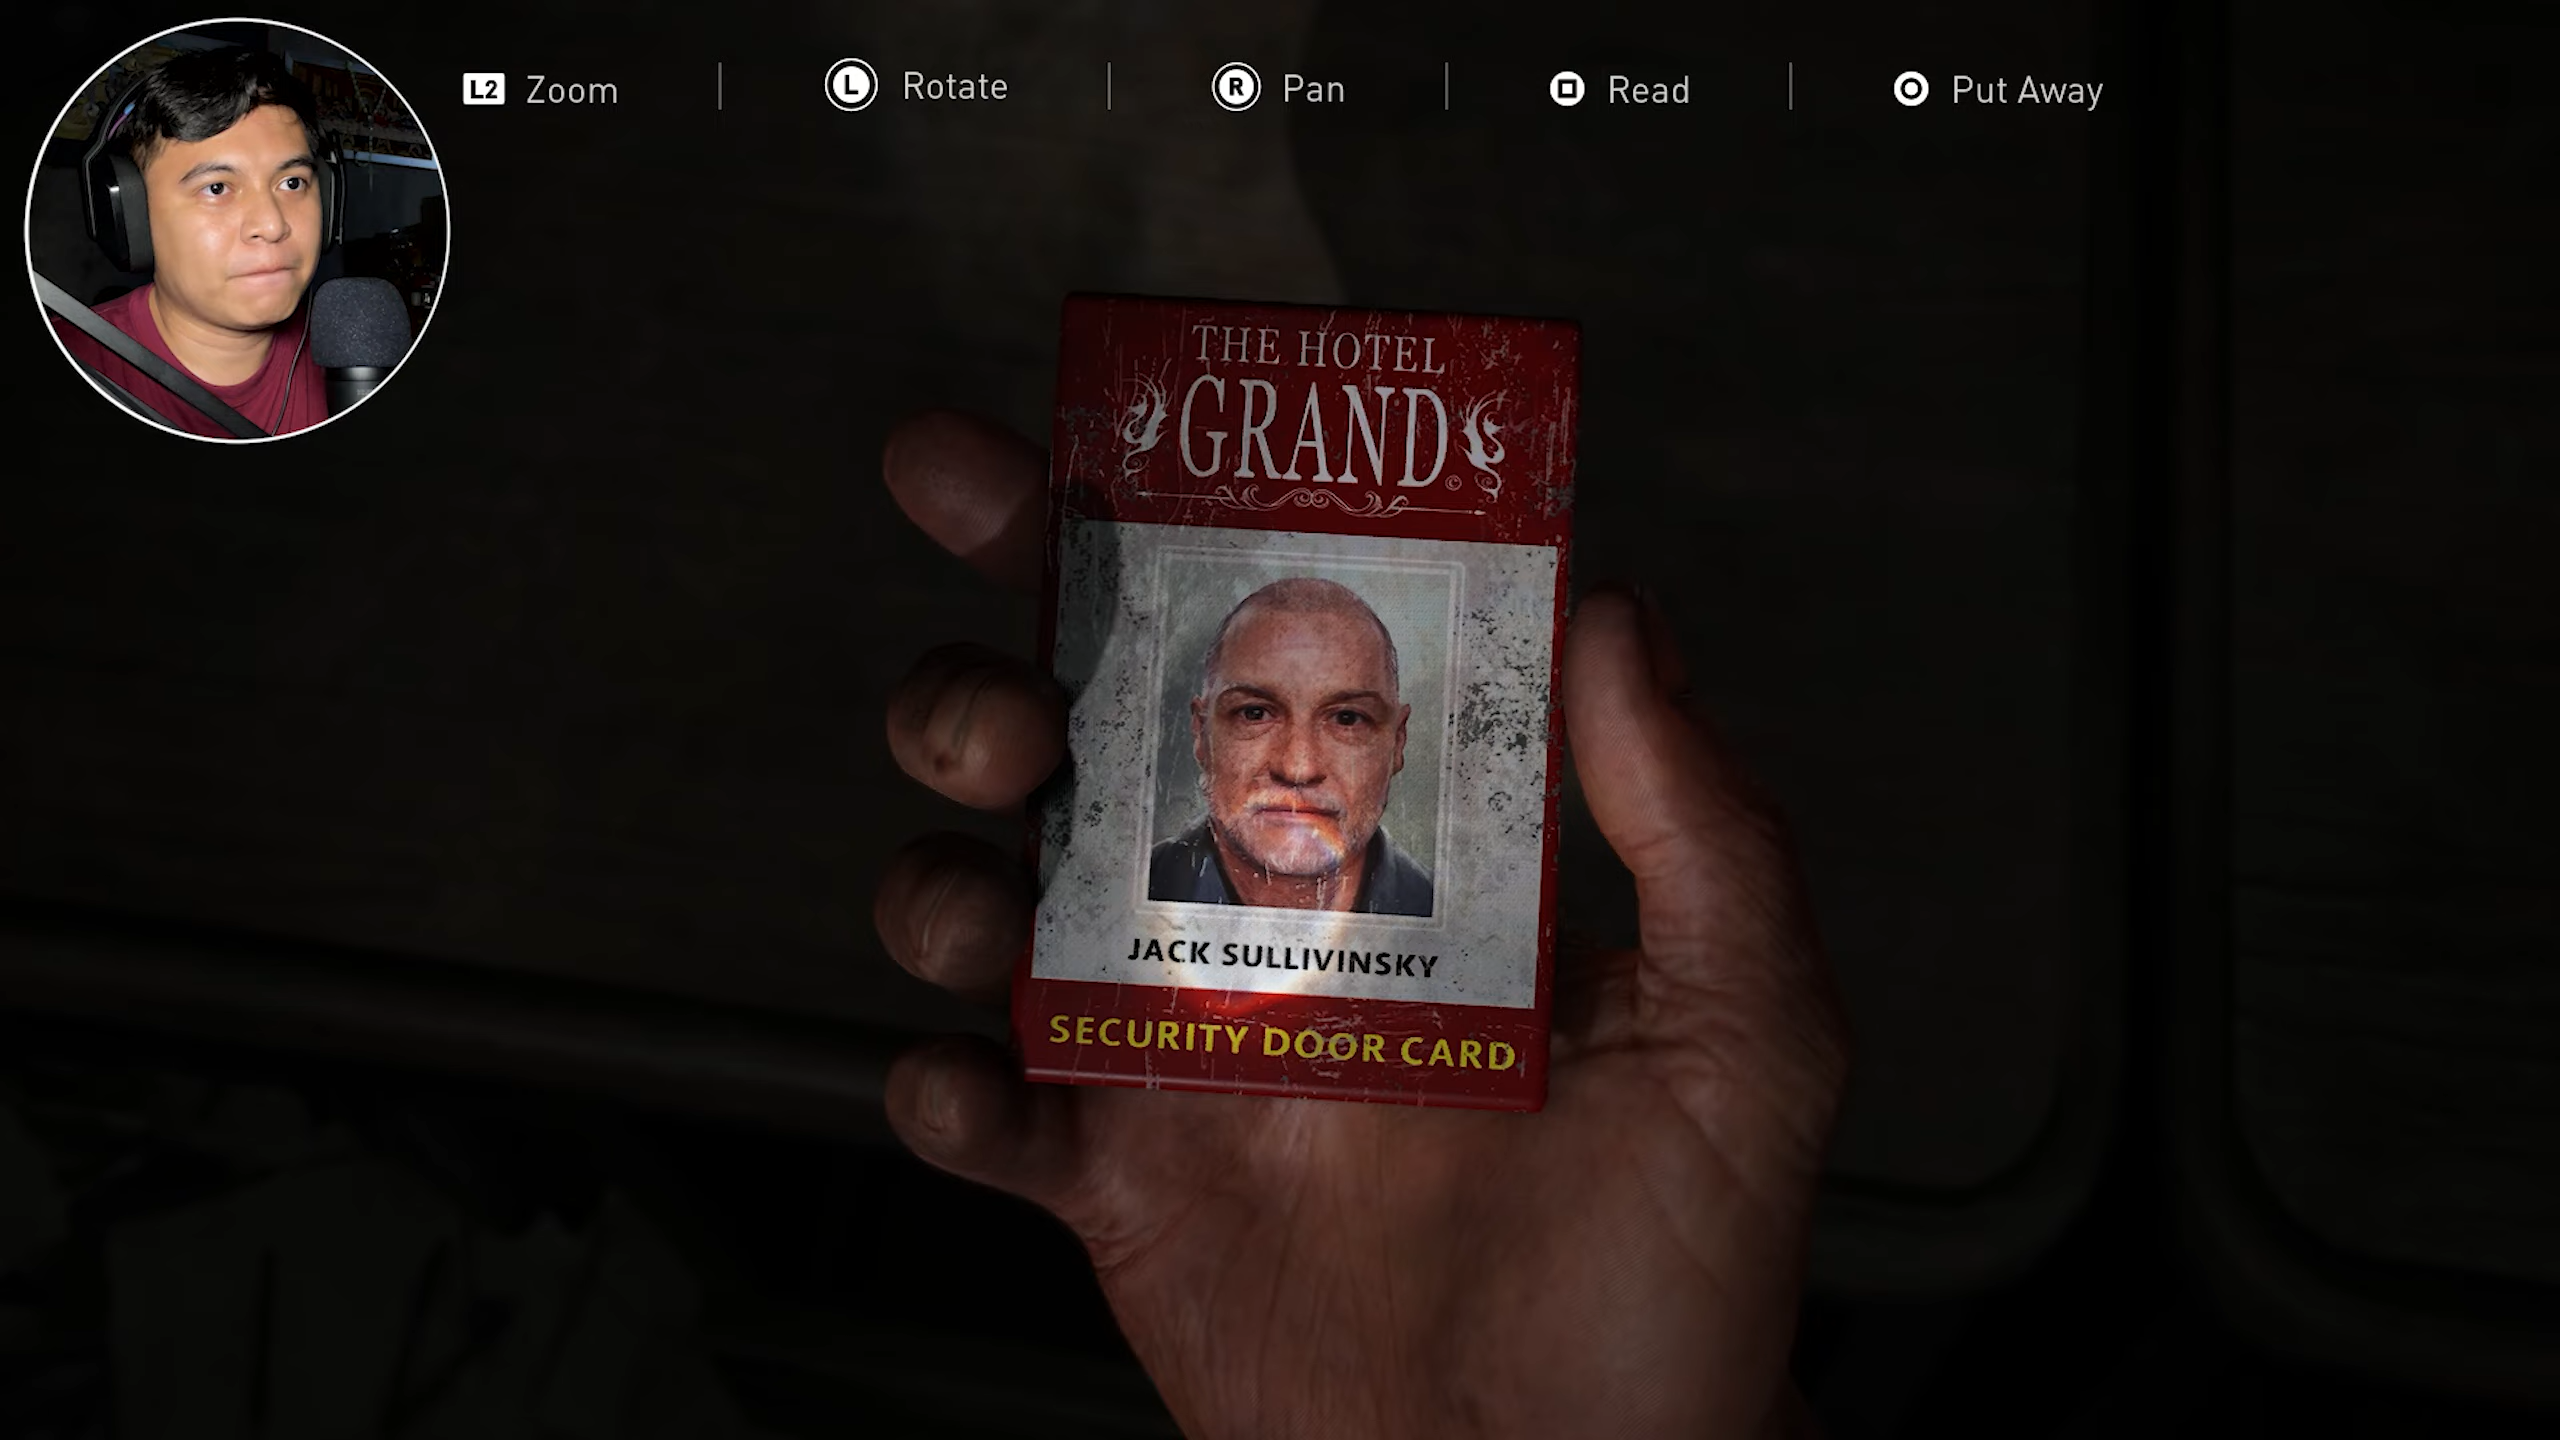 L2 Zoom
L Rotate
R Pan
Read
Put Away
THE HOTEL
GRAND ©
JACK SULLIVINSKY
SECURITY DOOR CARD